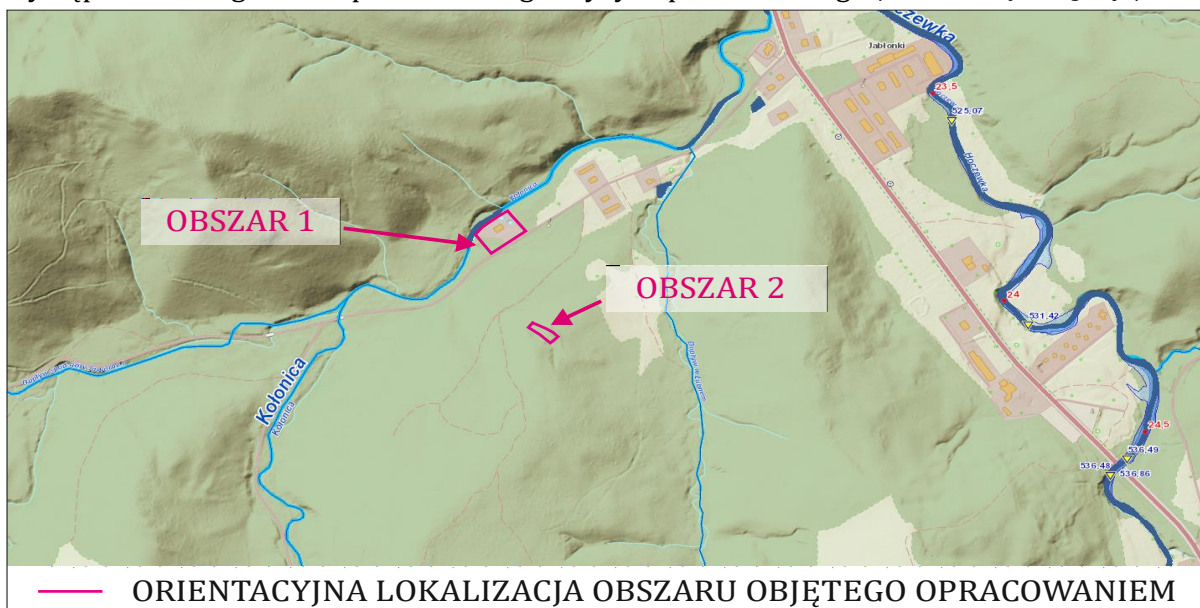 Jabłonki
23,5
525,07
Hoczewka
Kolonica
OBSZAR 1
OBSZAR 2
24
531,42
Kolonica
Kolonica
24,5
536,49
536,48
536,86
ORIENTACYJNA LOKALIZACJA OBSZARU OBJĘTEGO OPRACOWANIEM